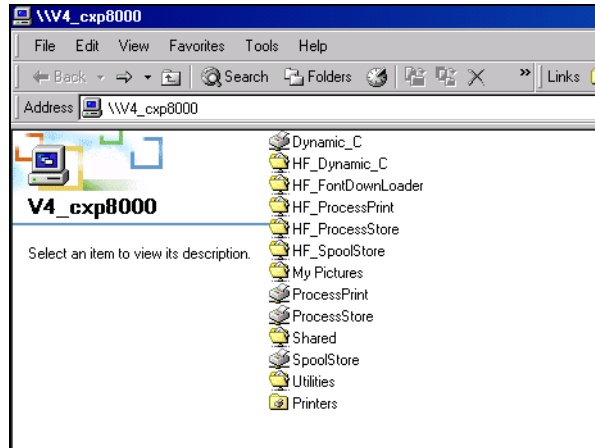 \\V4_cxp8000
File Edit View Favorites Tools Help
Back Search Folders » Links
Address \\V4_cxp8000
V4_cxp8000
Select an item to view its description.
Dynamic_C
HF_Dynamic_C
HF_FontDownLoader
HF_ProcessPrint
HF_ProcessStore
HF_SpoolStore
My Pictures
ProcessPrint
ProcessStore
Shared
SpoolStore
Utilities
Printers